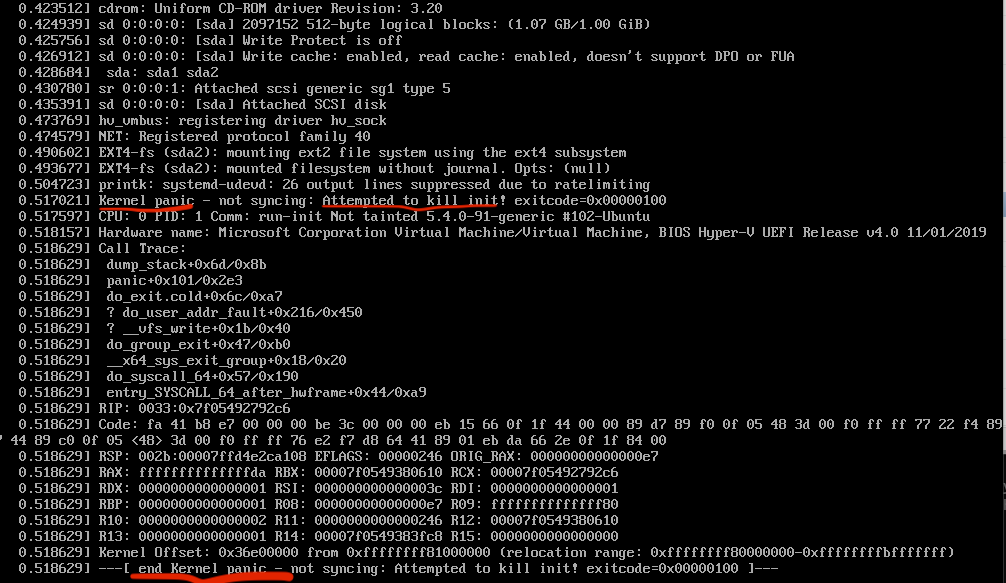 0.423512] cdrom: Uniform CD-ROM driver Revision: 3.20
0.424939] sd 0:0:0:0: [sda] 2097152 512-byte logical blocks: (1.07 GB/1.00 GiB)
0.425756] sd 0:0:0:0: [sda] Write Protect is off
0.426912] sd 0:0:0:0: [sda] Write cache: enabled, read cache: enabled, doesn't support DPO or FUA
0.428684]  sda: sda1 sda2
0.430780] sr 0:0:0:1: Attached scsi generic sg1 type 5
0.435391] sd 0:0:0:0: [sda] Attached SCSI disk
0.473769] hv_vmbus: registering driver hv_sock
0.474579] NET: Registered protocol family 40
0.490602] EXT4-fs (sda2): mounting ext2 file system using the ext4 subsystem
0.493677] EXT4-fs (sda2): mounted filesystem without journal. Opts: (null)
0.504723] printk: systemd-udevd: 26 output lines suppressed due to ratelimiting
0.517021] Kernel panic - not syncing: Attempted to kill init! exitcode=0x00000100
0.517597] CPU: 0 PID: 1 Comm: run-init Not tainted 5.4.0-91-generic #102-Ubuntu
0.518157] Hardware name: Microsoft Corporation Virtual Machine/Virtual Machine, BIOS Hyper-V UEFI Release v4.0 11/01/2019
0.518629] Call Trace:
0.518629]  dump_stack+0x6d/0x8b
0.518629]  panic+0x101/0x2e3
0.518629]  do_exit.cold+0x6c/0xa7
0.518629]  ? do_user_addr_fault+0x216/0x450
0.518629]  ? __vfs_write+0x1b/0x40
0.518629]  do_group_exit+0x47/0xb0
0.518629]  __x64_sys_exit_group+0x18/0x20
0.518629]  do_syscall_64+0x57/0x190
0.518629]  entry_SYSCALL_64_after_hwframe+0x44/0xa9
0.518629] RIP: 0033:0x7f05492792c6
0.518629] Code: fa 41 b8 e7 00 00 00 be 3c 00 00 00 eb 15 66 0f 1f 44 00 00 89 d7 89 f0 0f 05 48 3d 00 f0 ff ff 77 22 f4 89
44 89 c0 0f 05 <48> 3d 00 f0 ff ff 76 e2 f7 d8 64 41 89 01 eb da 66 2e 0f 1f 84 00
0.518629] RSP: 002b:00007ffd4e2ca108 EFLAGS: 00000246 ORIG_RAX: 00000000000000e7
0.518629] RAX: ffffffffffffffda RBX: 00007f0549380610 RCX: 00007f05492792c6
0.518629] RDX: 0000000000000001 RSI: 000000000000003c RDI: 0000000000000001
0.518629] RBP: 0000000000000001 R08: 00000000000000e7 R09: ffffffffffffff80
0.518629] R10: 0000000000000002 R11: 0000000000000246 R12: 00007f0549380610
0.518629] R13: 0000000000000001 R14: 00007f0549383fc8 R15: 0000000000000000
0.518629] Kernel Offset: 0x36e00000 from 0xffffffff81000000 (relocation range: 0xffffffff80000000-0xffffffffbfffffff)
0.518629] ---[ end Kernel panic - not syncing: Attempted to kill init! exitcode=0x00000100 ]---